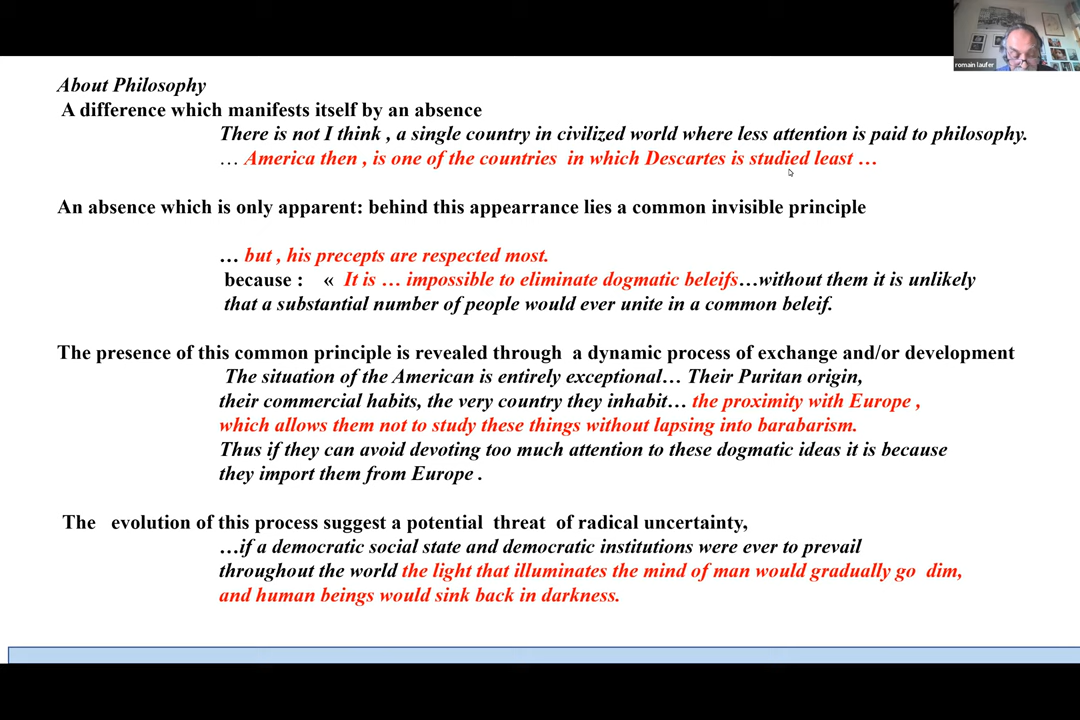 romain laufer
About Philosophy
A difference which manifests itself by an absence
There is not I think , a single country in civilized world where less attention is paid to philosophy.
… America then , is one of the countries in which Descartes is studied least …
An absence which is only apparent: behind this appearrance lies a common invisible principle
… but , his precepts are respected most.
because : « It is … impossible to eliminate dogmatic beleifs…without them it is unlikely
that a substantial number of people would ever unite in a common beleif.
The presence of this common principle is revealed through a dynamic process of exchange and/or development
The situation of the American is entirely exceptional… Their Puritan origin,
their commercial habits, the very country they inhabit… the proximity with Europe ,
which allows them not to study these things without lapsing into barabarism.
Thus if they can avoid devoting too much attention to these dogmatic ideas it is because
they import them from Europe .
The evolution of this process suggest a potential threat of radical uncertainty,
…if a democratic social state and democratic institutions were ever to prevail
throughout the world the light that illuminates the mind of man would gradually go dim,
and human beings would sink back in darkness.